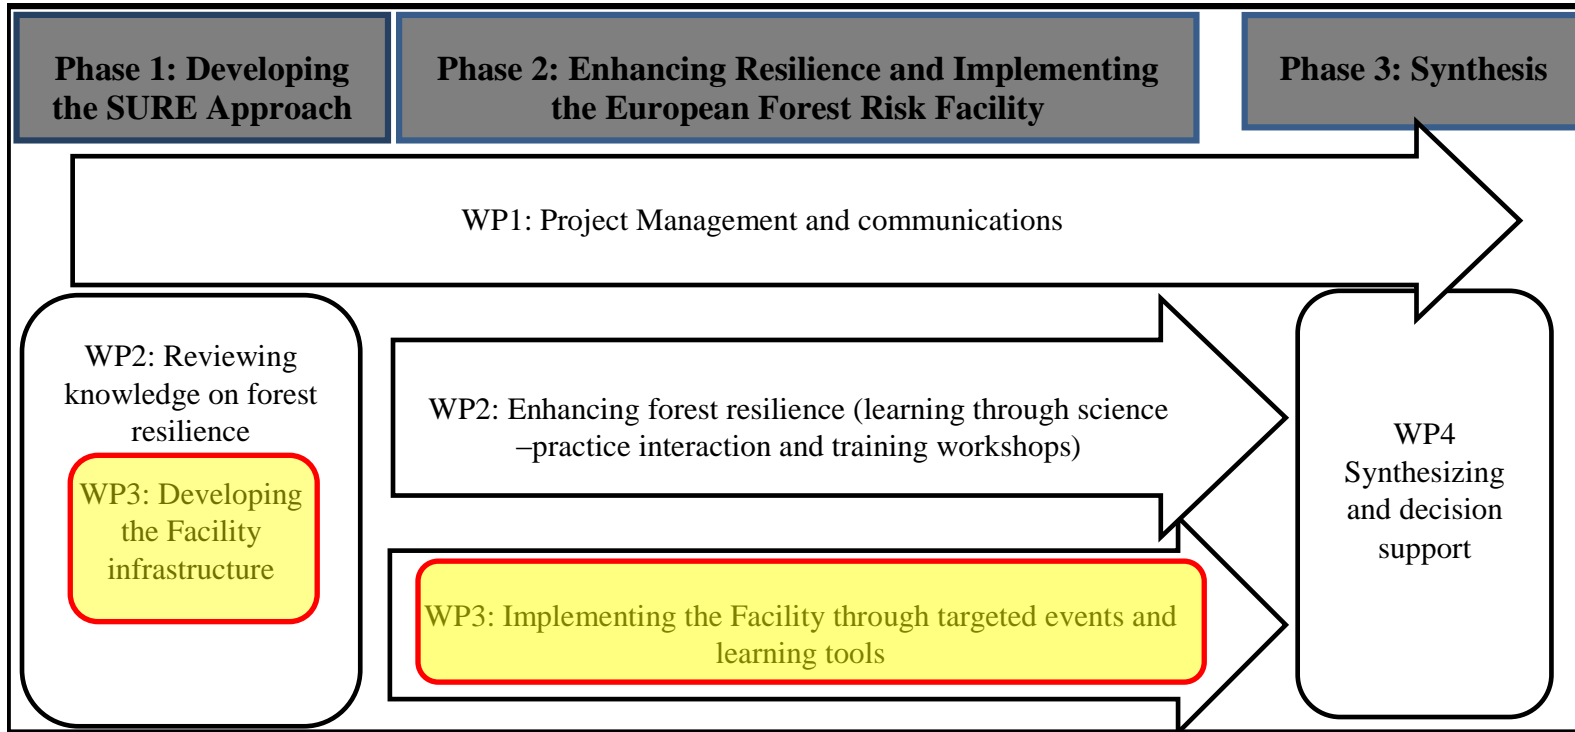 Phase 1: Developing
the SURE Approach
Phase 2: Enhancing Resilience and Implementing
the European Forest Risk Facility
Phase 3: Synthesis
WP1: Project Management and communications
WP2: Reviewing
knowledge on forest
resilience
WP3: Developing
the Facility
infrastructure
WP2: Enhancing forest resilience (learning through science
–practice interaction and training workshops)
WP3: Implementing the Facility through targeted events and
learning tools
WP4
Synthesizing
and decision
support